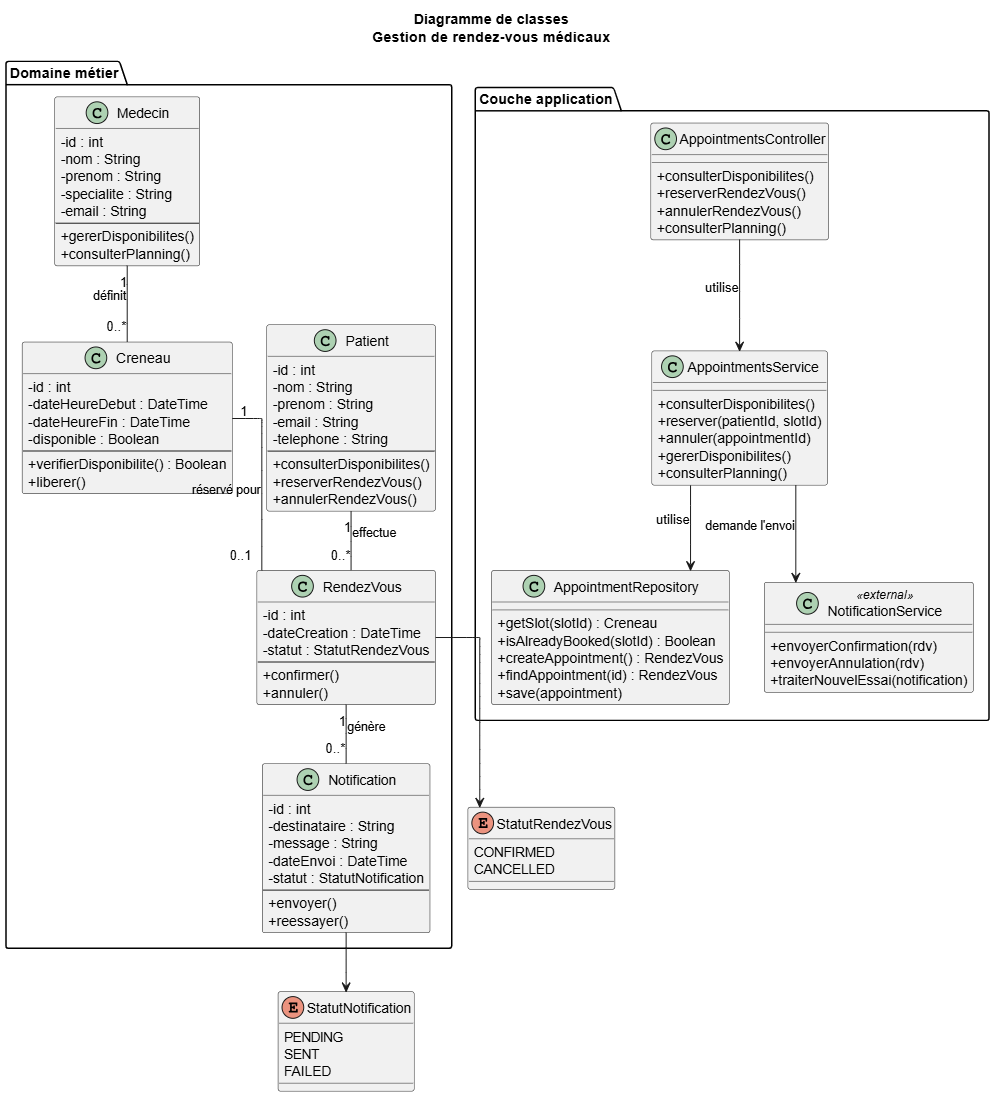 Diagramme de classes
Gestion de rendez-vous médicaux
Domaine métier
C Medecin
-id : int
-nom : String
-prenom : String
-specialite : String
-email : String
+gererDisponibilites()
+consulterPlanning()
1
définit
0..*
C Creneau
-id : int
-dateHeureDebut : DateTime
-dateHeureFin : DateTime
-disponible : Boolean
+verifierDisponibilite() : Boolean
+liberer()
1
réservé pour
0..1
C Patient
-id : int
-nom : String
-prenom : String
-email : String
-telephone : String
+consulterDisponibilites()
+reserverRendezVous()
+annulerRendezVous()
1
effectue
0..*
C RendezVous
-id : int
-dateCreation : DateTime
-statut : StatutRendezVous
+confirmer()
+annuler()
1
génère
0..*
C Notification
-id : int
-destinataire : String
-message : String
-dateEnvoi : DateTime
-statut : StatutNotification
+envoyer()
+reessayer()
E StatutNotification
PENDING
SENT
FAILED
Couche application
C AppointmentsController
+consulterDisponibilites()
+reserverRendezVous()
+annulerRendezVous()
+consulterPlanning()
utilise
C AppointmentsService
+consulterDisponibilites()
+reserver(patientId, slotId)
+annuler(appointmentId)
+gererDisponibilites()
+consulterPlanning()
utilise
demande l'envoi
C AppointmentRepository
+getSlot(slotId) : Creneau
+isAlreadyBooked(slotId) : Boolean
+createAppointment() : RendezVous
+findAppointment(id) : RendezVous
+save(appointment)
«external»
C NotificationService
+envoyerConfirmation(rdv)
+envoyerAnnulation(rdv)
+traiterNouvelEssai(notification)
E StatutRendezVous
CONFIRMED
CANCELLED